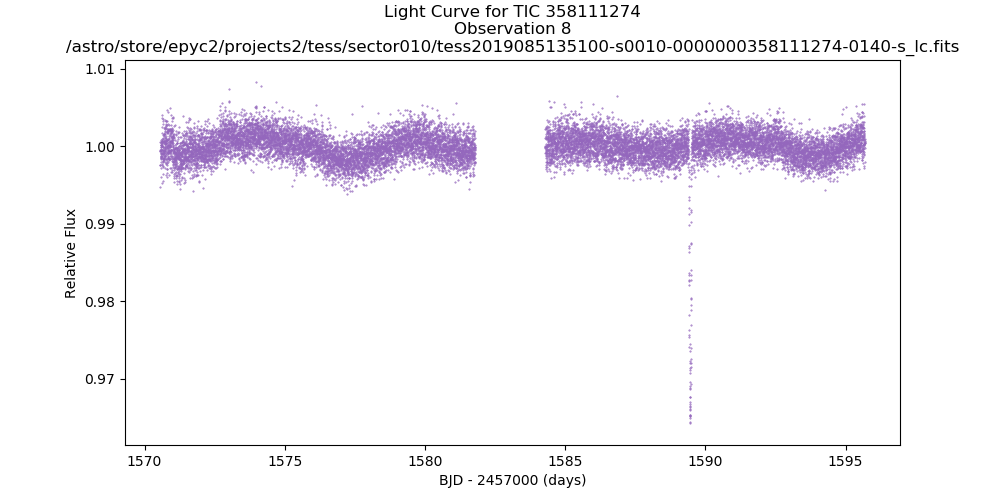 Light Curve for TIC 358111274
Observation 8
/astro/store/epyc2/projects2/tess/sector010/tess2019085135100-s0010-0000000358111274-0140-s_lc.fits
1.01
1.00
0.99
0.98
0.97
Relative Flux
1570
1575
1580
1585
1590
1595
BJD - 2457000 (days)